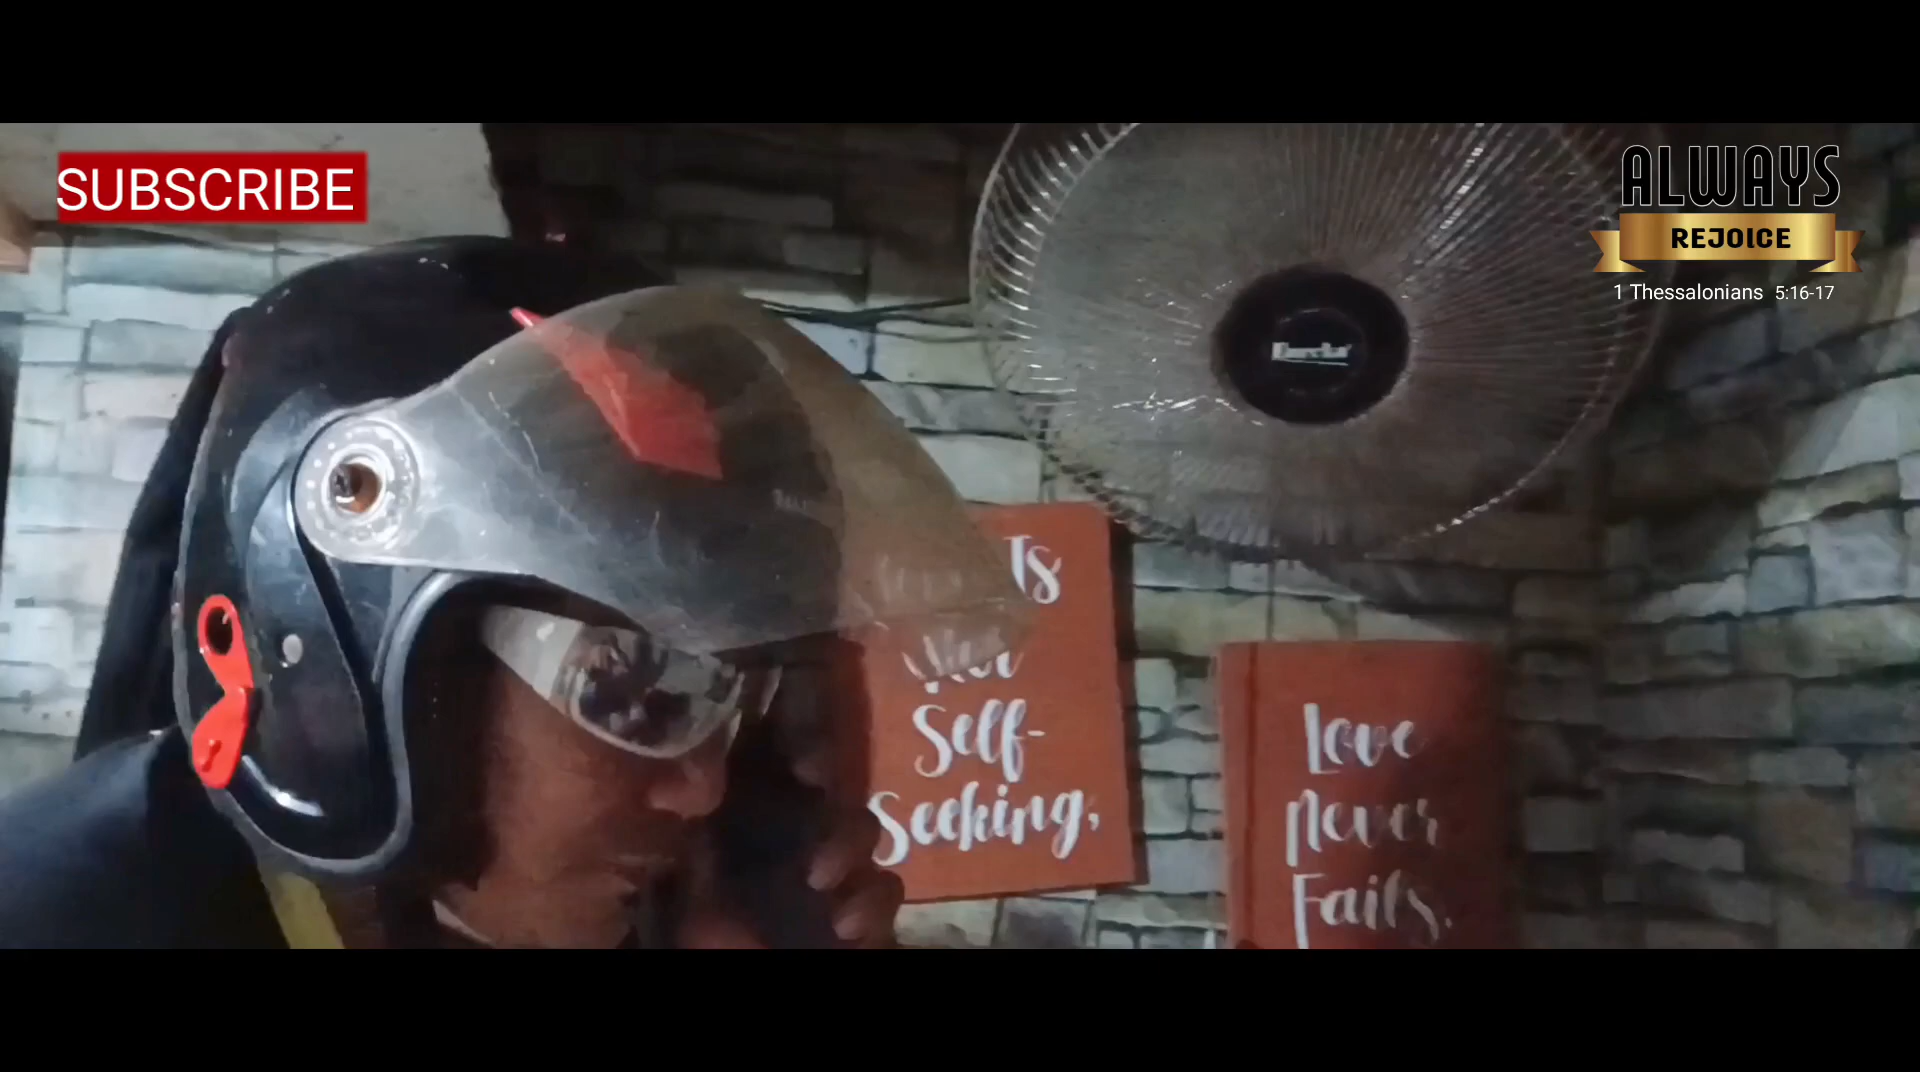 SUBSCRIBE
ALWAYS
REJOICE
1 Thessalonians 5:16-17
Self-
Seeking,
Love
Never
Fails.